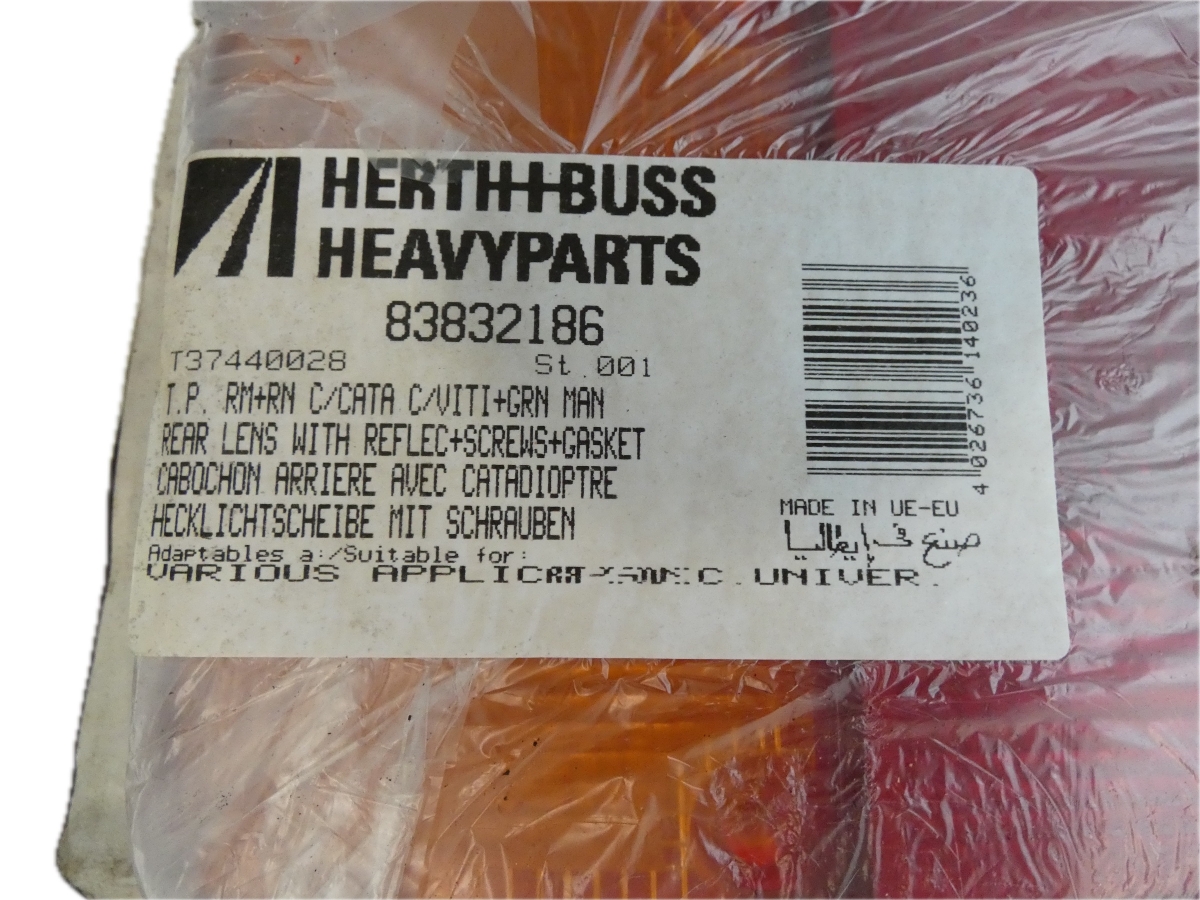 HERTH+BUSS
HEAVYPARTS
83832186
T37440028 St.001
T.P. RM+RN C/CATA C/VITI+GRN MAN
REAR LENS WITH REFLEC+SCREWS+GASKET
CABOCHON ARRIERE AVEC CATADIOPTRE
HECKLICHTSCHEIBE MIT SCHRAUBEN
Adaptables a:/Suitable for:
VARIOUS UNIVER.
4 026736 140236
MADE IN UE-EU
صنع في إيطاليا